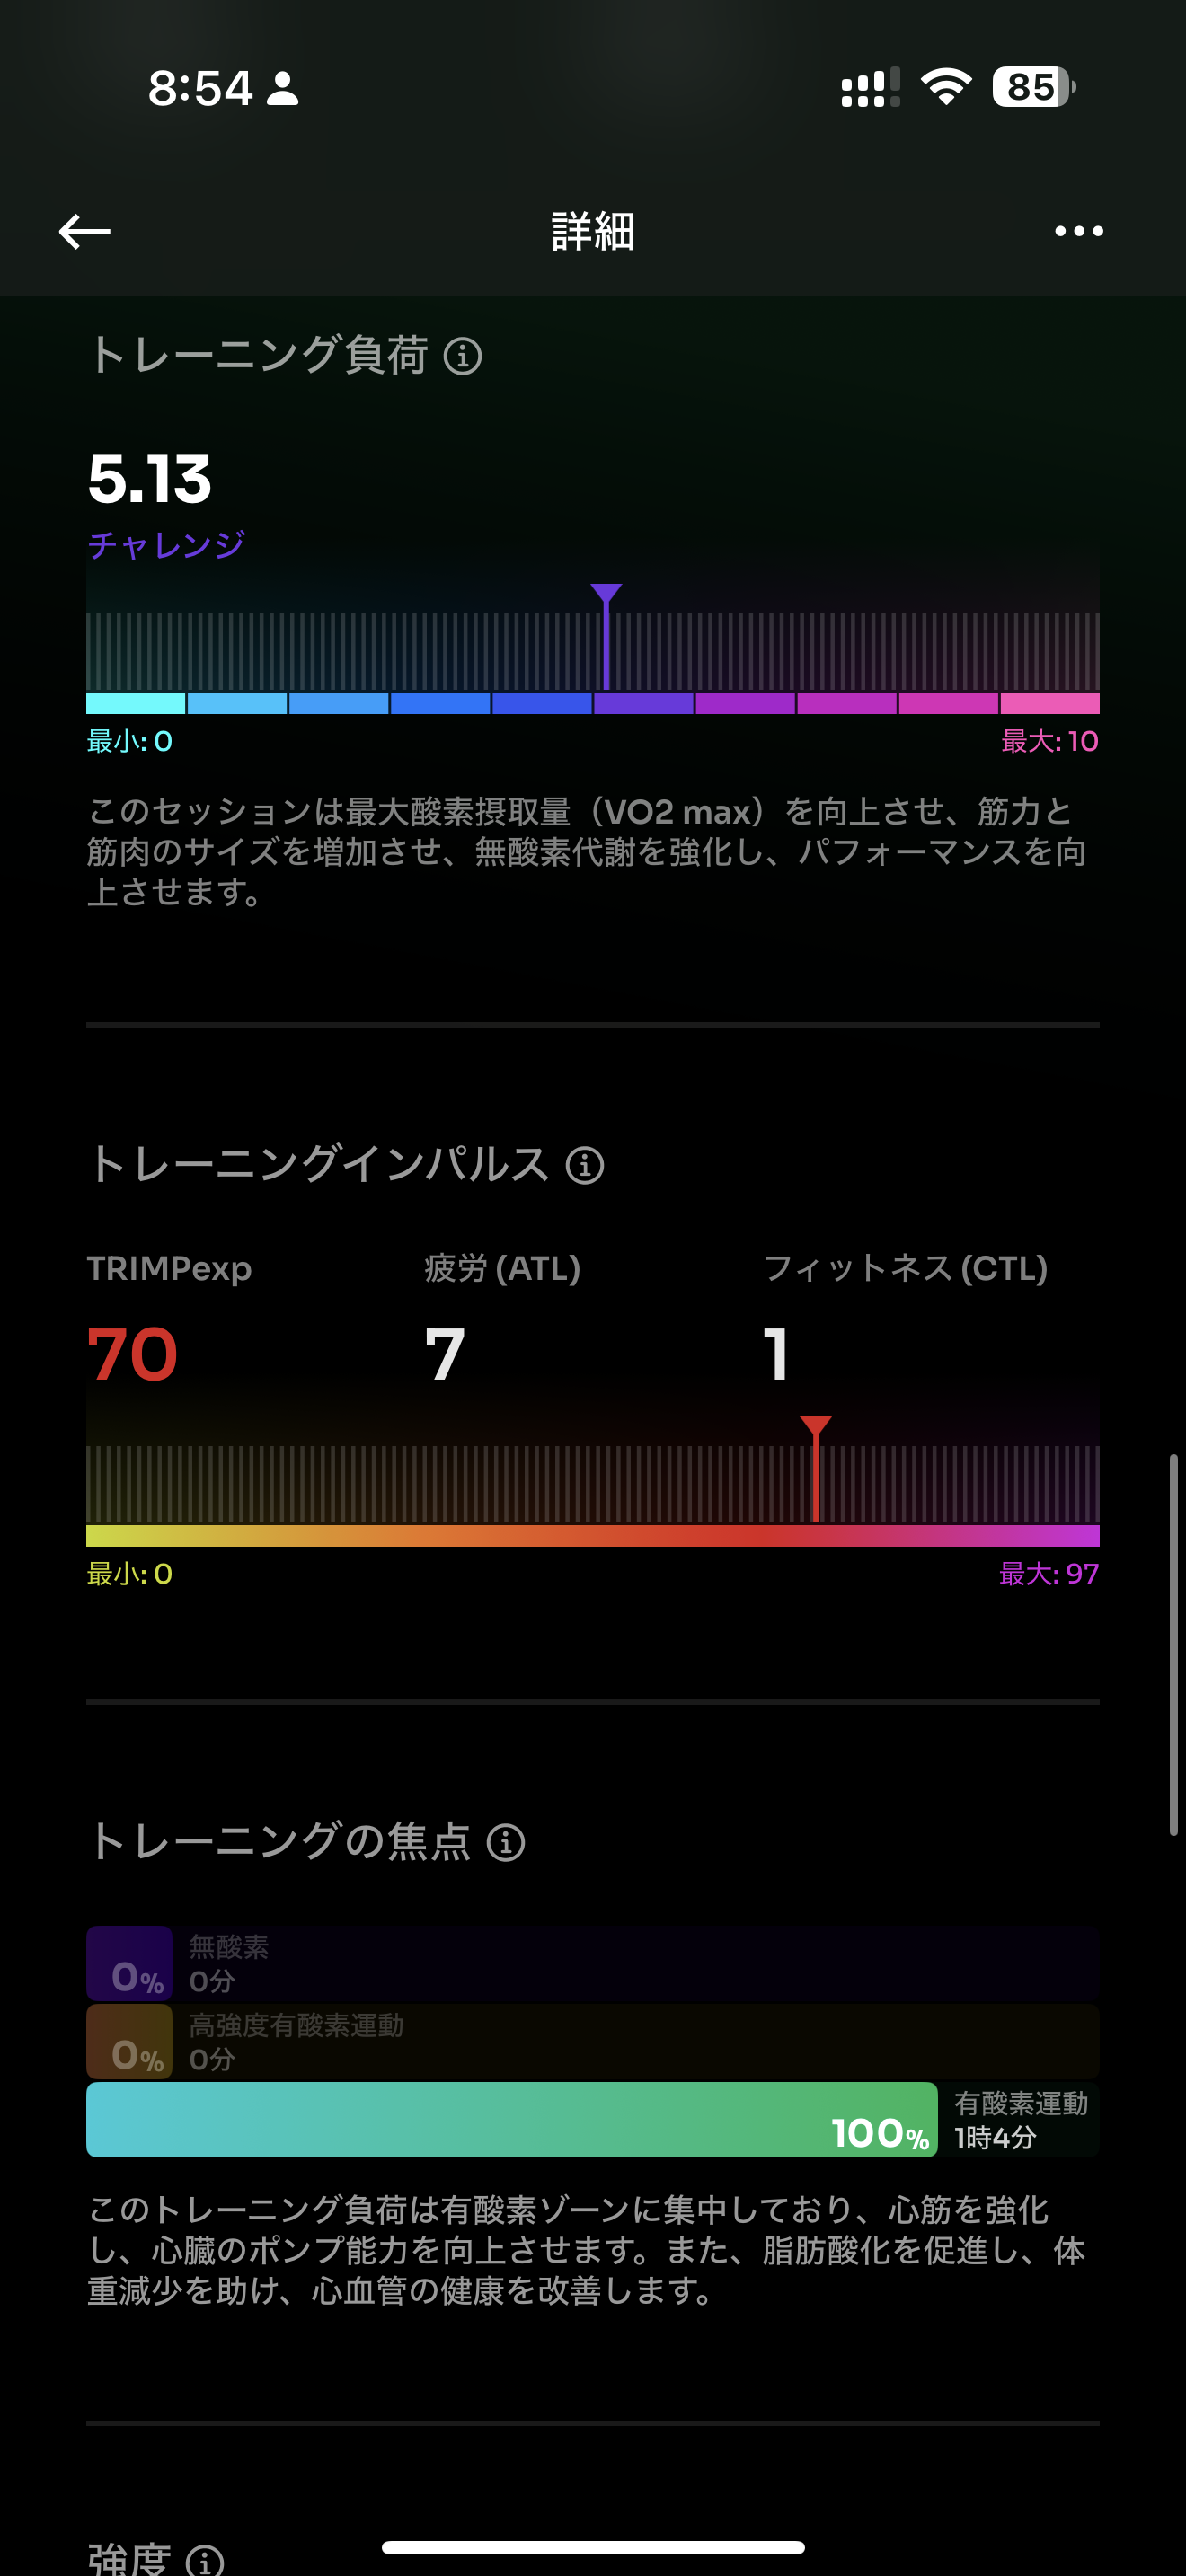 8:54
85
詳細
トレーニング負荷
5.13
チャレンジ
最小: 0
最大: 10
このセッションは最大酸素摂取量（VO2 max）を向上させ、筋力と
筋肉のサイズを増加させ、無酸素代謝を強化し、パフォーマンスを向
上させます。
トレーニングインパルス
TRIMPexp
疲労 (ATL)
フィットネス (CTL)
70
7
1
最小: 0
最大: 97
トレーニングの焦点
0%
無酸素
0分
0%
高強度有酸素運動
0分
100%
有酸素運動
1時4分
このトレーニング負荷は有酸素ゾーンに集中しており、心筋を強化
し、心臓のポンプ能力を向上させます。また、脂肪酸化を促進し、体
重減少を助け、心血管の健康を改善します。
強度